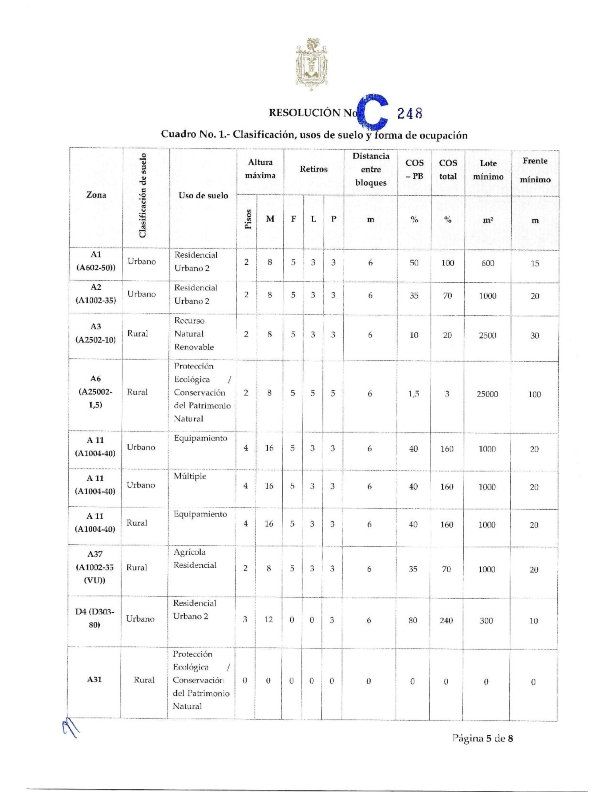 RESOLUCIÓN No. C 248
Cuadro No. 1.- Clasificación, usos de suelo y forma de ocupación
Zona Clasificación de suelo Uso de suelo Altura máxima Retiros Distancia entre bloques COS – PB COS total Lote mínimo Frente mínimo
Pisos M F L P m % % m² m
A1 (A602-50)) Urbano Residencial Urbano 2 2 8 5 3 3 6 50 100 600 15
A2 (A1002-35) Urbano Residencial Urbano 2 2 8 5 3 3 6 35 70 1000 20
A3 (A2502-10) Rural Recurso Natural Renovable 2 8 5 3 3 6 10 20 2500 30
A6 (A25002-1,5) Rural Protección Ecológica / Conservación del Patrimonio Natural 2 8 5 5 5 6 1,5 3 25000 100
A 11 (A1004-40) Urbano Equipamiento 4 16 5 3 3 6 40 160 1000 20
A 11 (A1004-40) Urbano Múltiple 4 16 5 3 3 6 40 160 1000 20
A 11 (A1004-40) Rural Equipamiento 4 16 5 3 3 6 40 160 1000 20
A37 (A1002-35 (VU)) Rural Agrícola Residencial 2 8 5 3 3 6 35 70 1000 20
D4 (D303-80) Urbano Residencial Urbano 2 3 12 0 0 3 6 80 240 300 10
A31 Rural Protección Ecológica / Conservación del Patrimonio Natural 0 0 0 0 0 0 0 0 0 0
Página 5 de 8